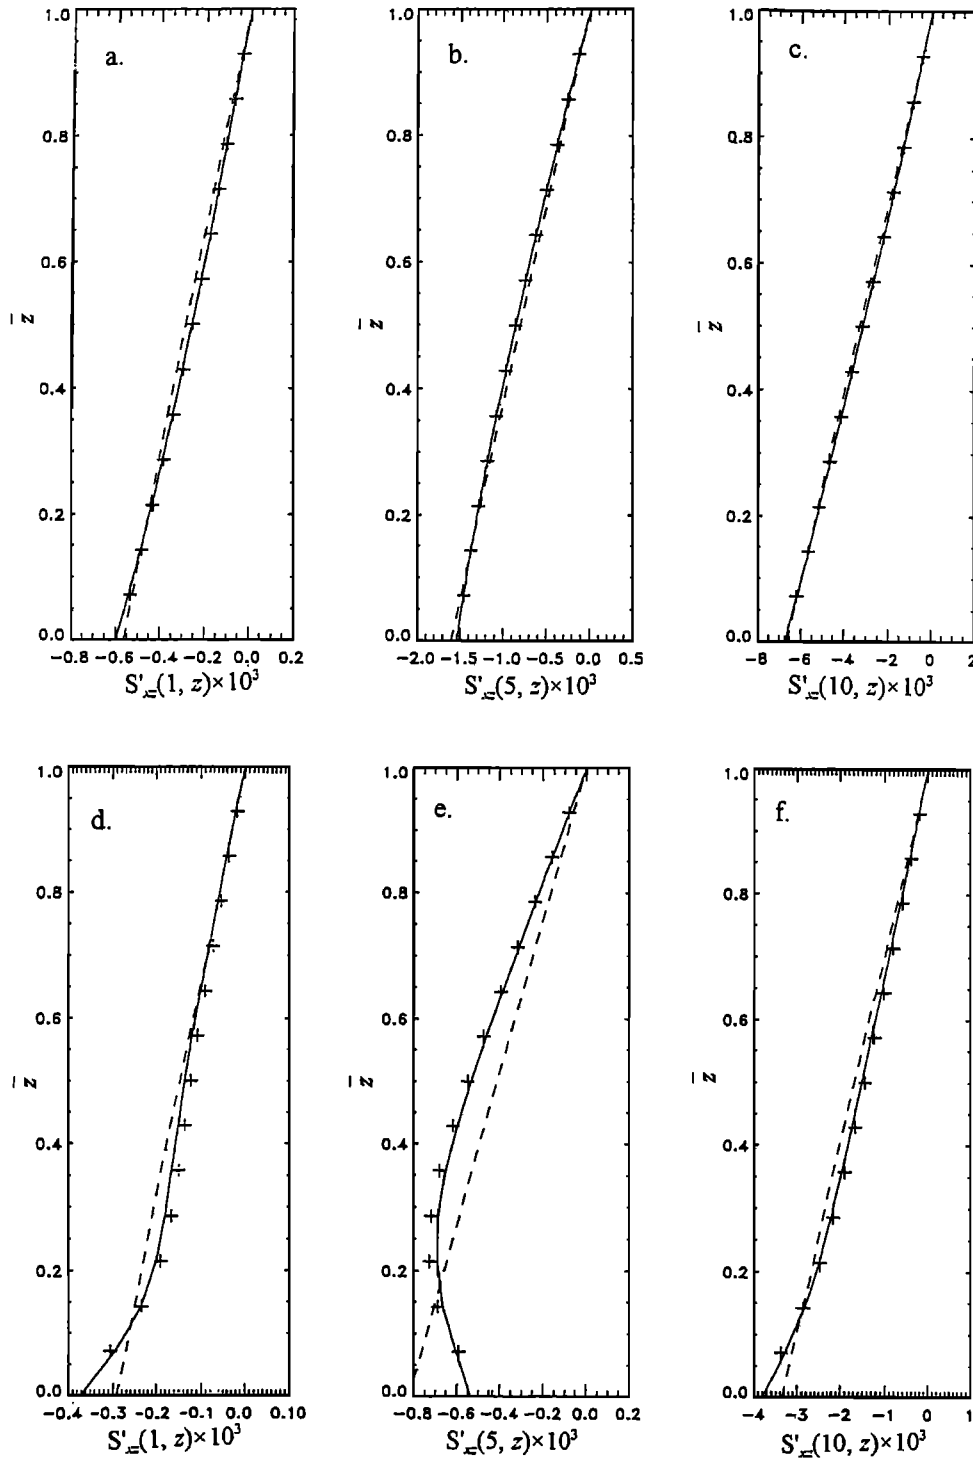 a.
1.0
0.8
0.6
0.4
0.2
0.0
z̅
-0.8 -0.6 -0.4 -0.2 0.0 0.2
S'xz(1, z)×10³
b.
1.0
0.8
0.6
0.4
0.2
0.0
z̅
-2.0 -1.5 -1.0 -0.5 0.0 0.5
S'xz(5, z)×10³
c.
1.0
0.8
0.6
0.4
0.2
0.0
z̅
-8 -6 -4 -2 0 2
S'xz(10, z)×10³
d.
1.0
0.8
0.6
0.4
0.2
0.0
z̅
-0.4 -0.3 -0.2 -0.1 0.0 0.10
S'xz(1, z)×10³
e.
1.0
0.8
0.6
0.4
0.2
0.0
z̅
-0.8 -0.6 -0.4 -0.2 0.0 0.2
S'xz(5, z)×10³
f.
1.0
0.8
0.6
0.4
0.2
0.0
z̅
-4 -3 -2 -1 0 1
S'xz(10, z)×10³